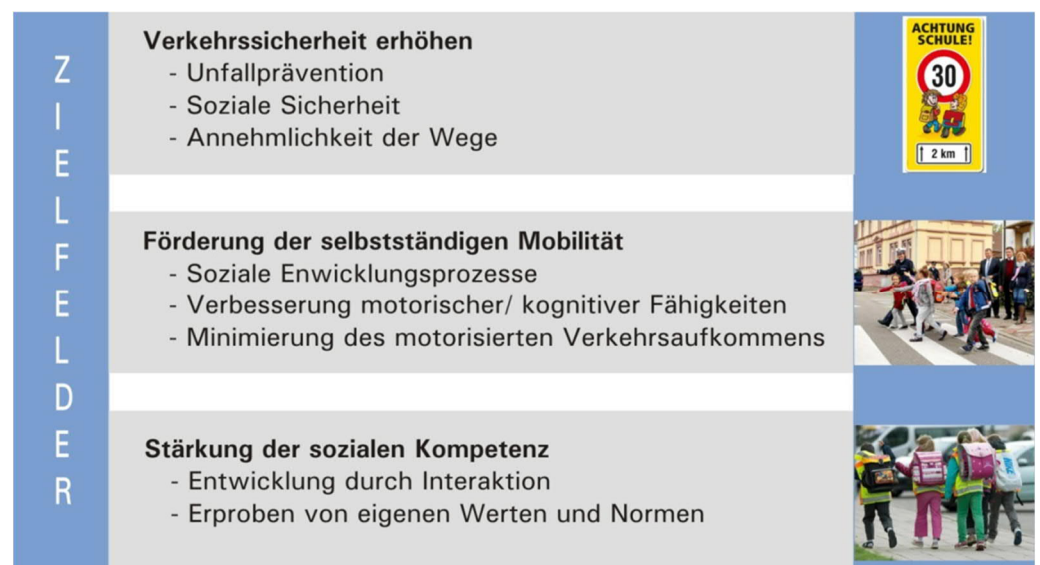 ZIELFELDER
Verkehrssicherheit erhöhen
- Unfallprävention
- Soziale Sicherheit
- Annehmlichkeit der Wege
ACHTUNG
SCHULE!
30
2 km
Förderung der selbstständigen Mobilität
- Soziale Enwicklungsprozesse
- Verbesserung motorischer/ kognitiver Fähigkeiten
- Minimierung des motorisierten Verkehrsaufkommens
Stärkung der sozialen Kompetenz
- Entwicklung durch Interaktion
- Erproben von eigenen Werten und Normen